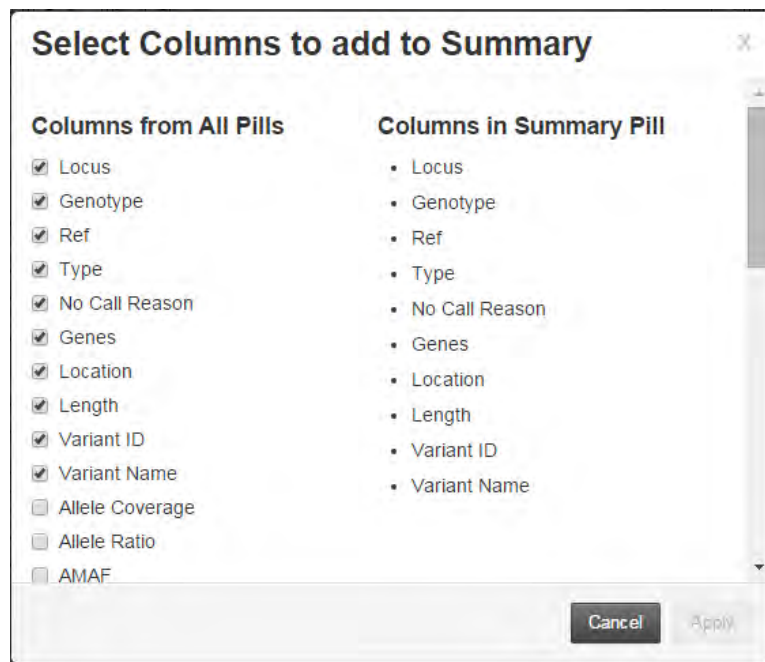 Select Columns to add to Summary
X
Columns from All Pills
Locus
Genotype
Ref
Type
No Call Reason
Genes
Location
Length
Variant ID
Variant Name
Allele Coverage
Allele Ratio
AMAF
Columns in Summary Pill
• Locus
• Genotype
• Ref
• Type
• No Call Reason
• Genes
• Location
• Length
• Variant ID
• Variant Name
Cancel
Apply